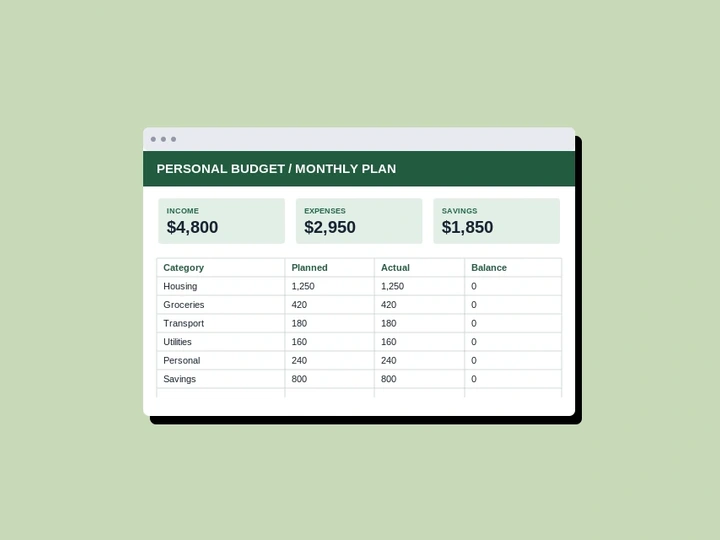 PERSONAL BUDGET / MONTHLY PLAN
INCOME EXPENSES SAVINGS
$4,800 $2,950 $1,850
Category Planned Actual Balance
Housing 1,250 1,250 0
Groceries 420 420 0
Transport 180 180 0
Utilities 160 160 0
Personal 240 240 0
Savings 800 800 0